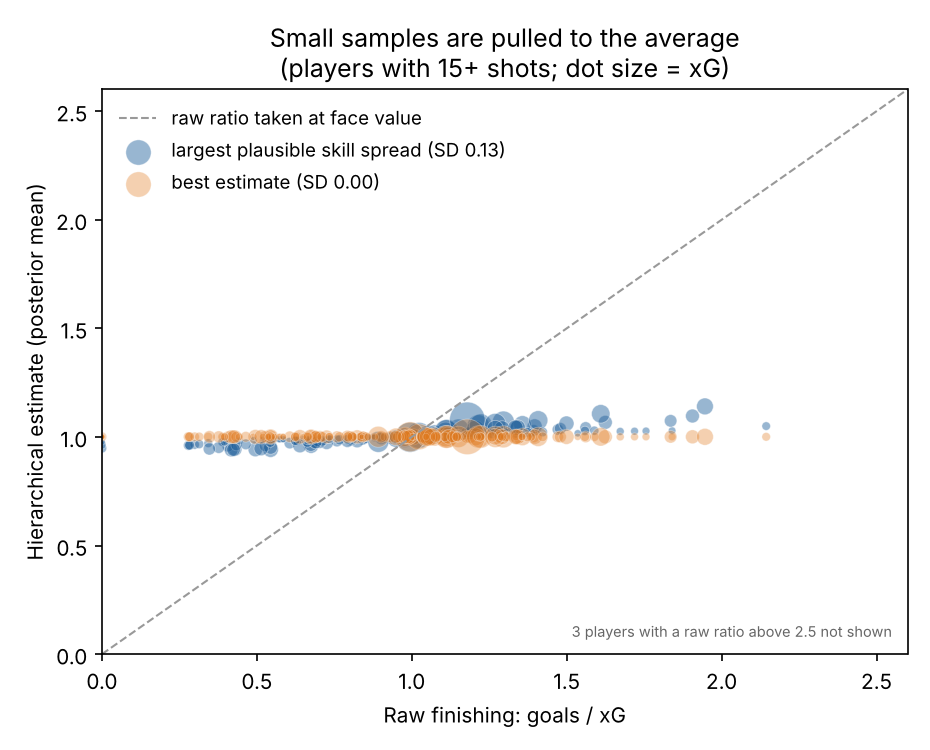 Small samples are pulled to the average
(players with 15+ shots; dot size = xG)
raw ratio taken at face value
largest plausible skill spread (SD 0.13)
best estimate (SD 0.00)
Hierarchical estimate (posterior mean)
2.5
2.0
1.5
1.0
0.5
0.0
3 players with a raw ratio above 2.5 not shown
0.0 0.5 1.0 1.5 2.0 2.5
Raw finishing: goals / xG